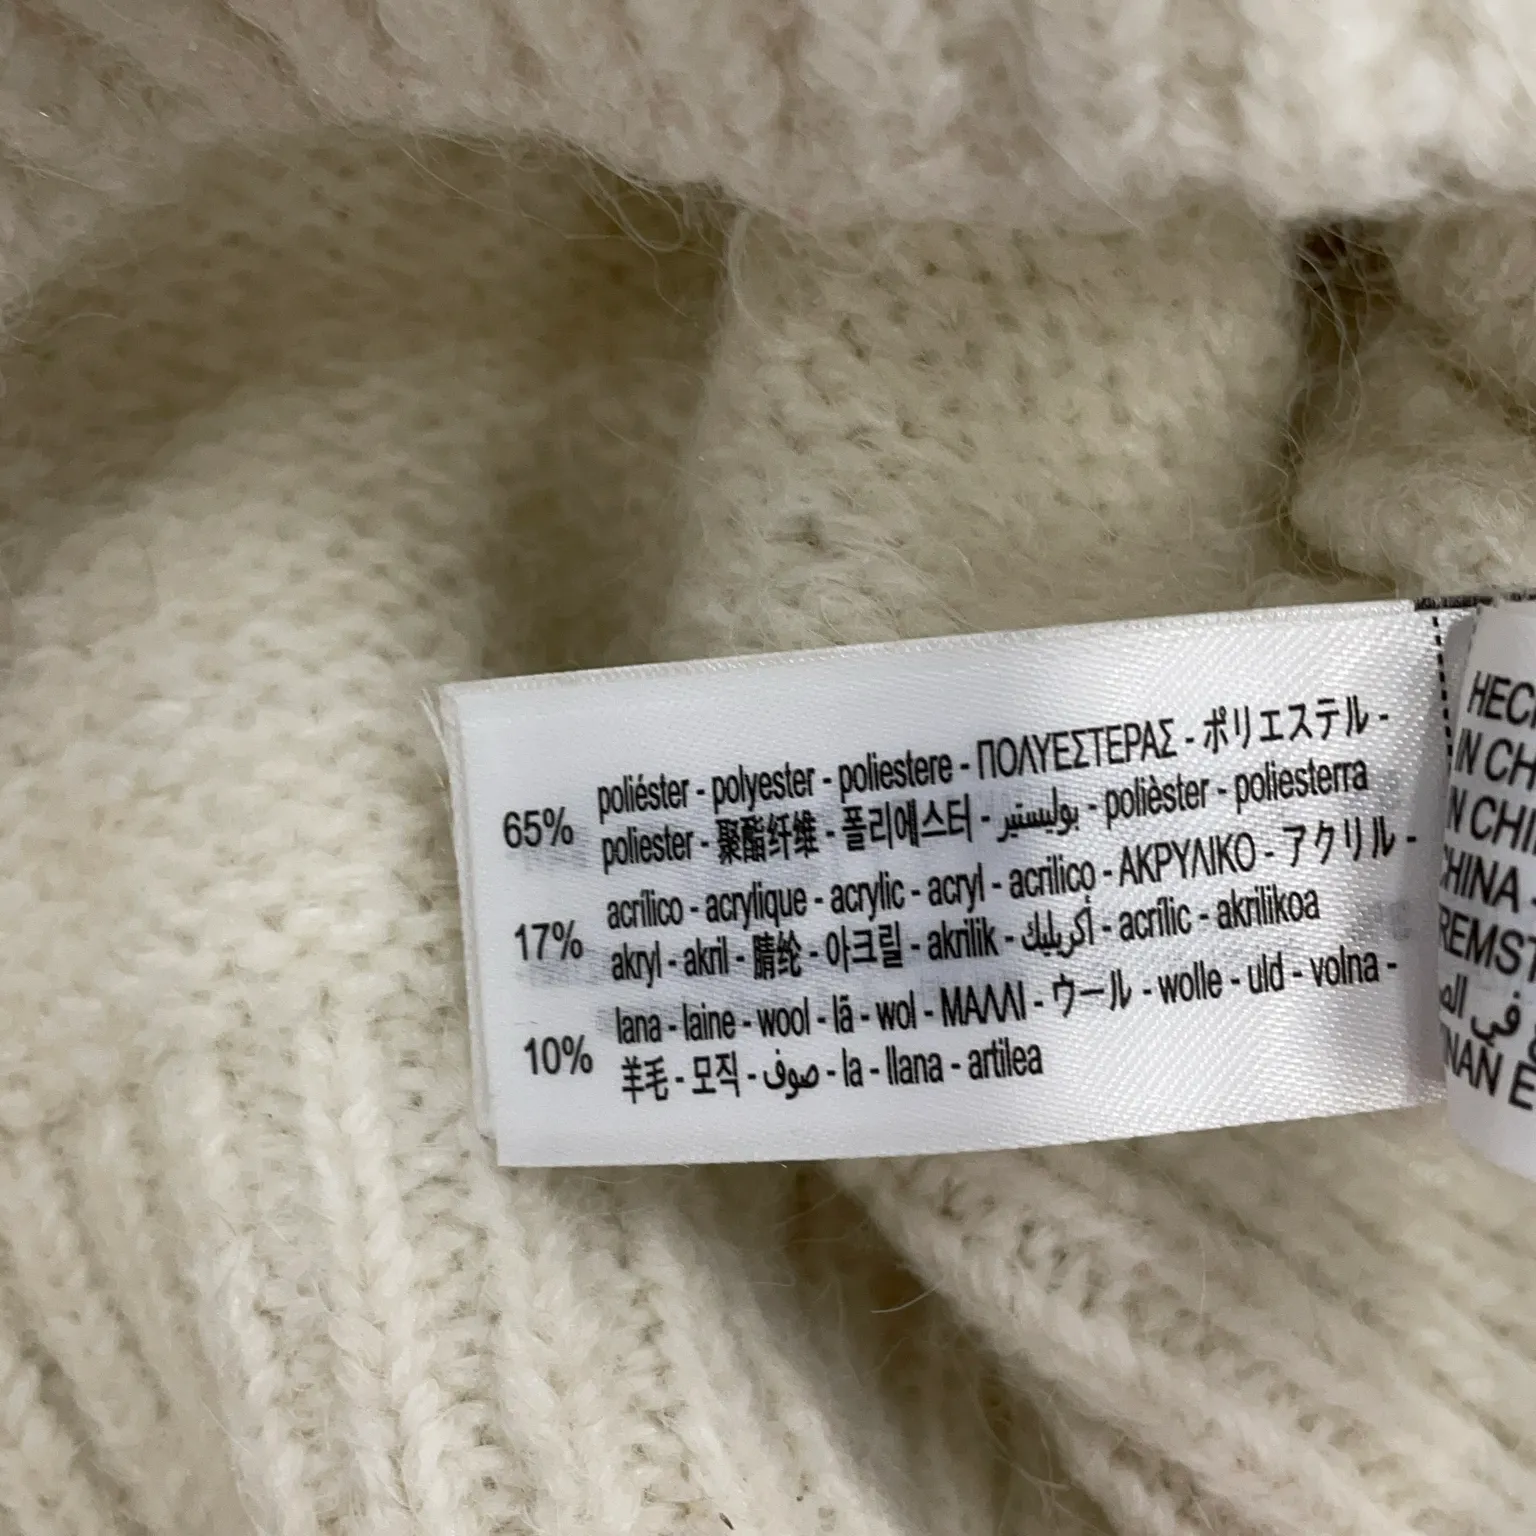 65% poliéster - polyester - poliestere - ΠΟΛΥΕΣΤΕΡΑΣ - ポリエステル -
poliester - 聚酯纤维 - 폴리에스터 - بوليستير - polièster - poliesterra
17% acrílico - acrylique - acrylic - acryl - acrilico - ΑΚΡΥΛΙΚΟ - アクリル -
akryl - akril - 腈纶 - 아크릴 - akrilik - أكريليك - acrílic - akrilikoa
10% lana - laine - wool - lã - wol - ΜΑΛΛΙ - ウール - wolle - uld - volna -
羊毛 - 모직 - صوف - la - llana - artilea
HEC
IN CH
N CHI
CHINA -
REMST
في الص
NAN E